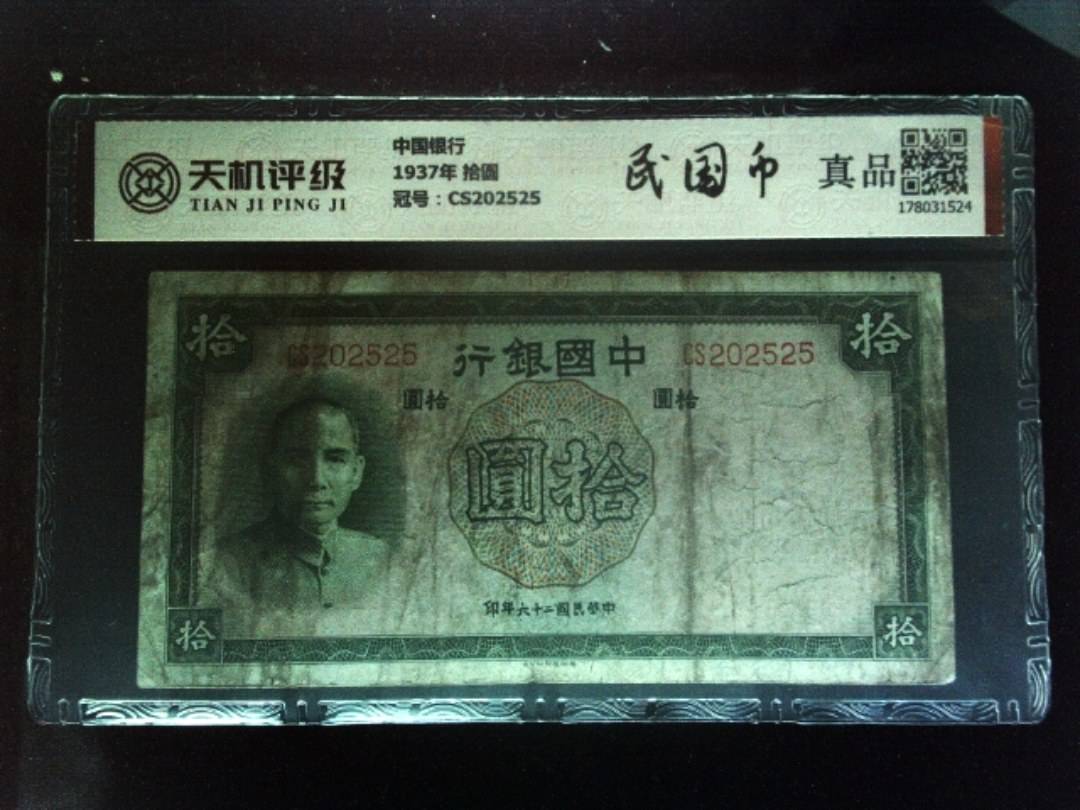 天机评级
TIAN JI PING JI
中国银行
1937年 拾圆
冠号：CS202525
民国币
真品
178031524
拾
拾
CS202525
行銀國中
CS202525
圓拾
圓拾
圓拾
印年六十二國民華中
拾
拾